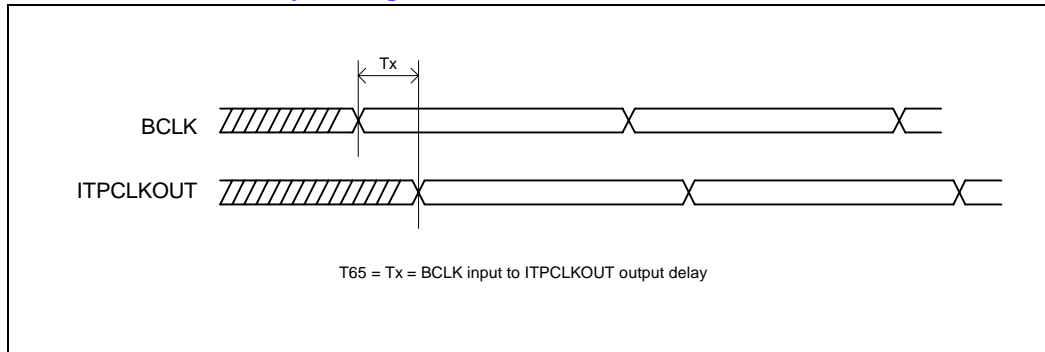 Tx
BCLK
ITPCLKOUT
T65 = Tx = BCLK input to ITPCLKOUT output delay